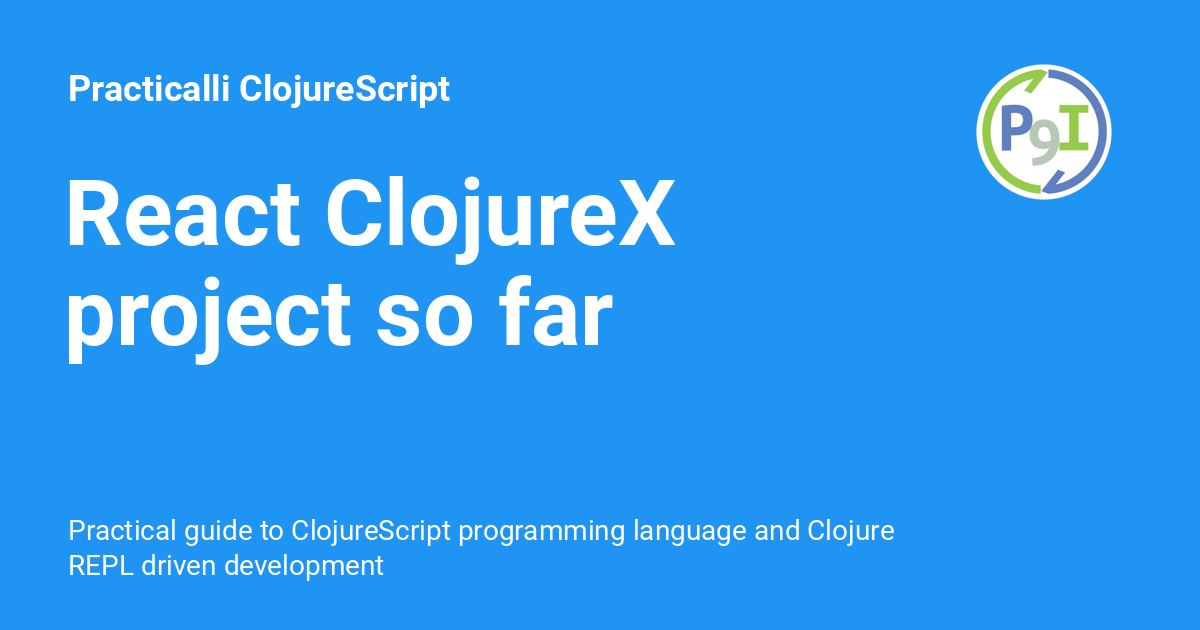 Practicalli ClojureScript
P9I
React ClojureX
project so far
Practical guide to ClojureScript programming language and Clojure
REPL driven development